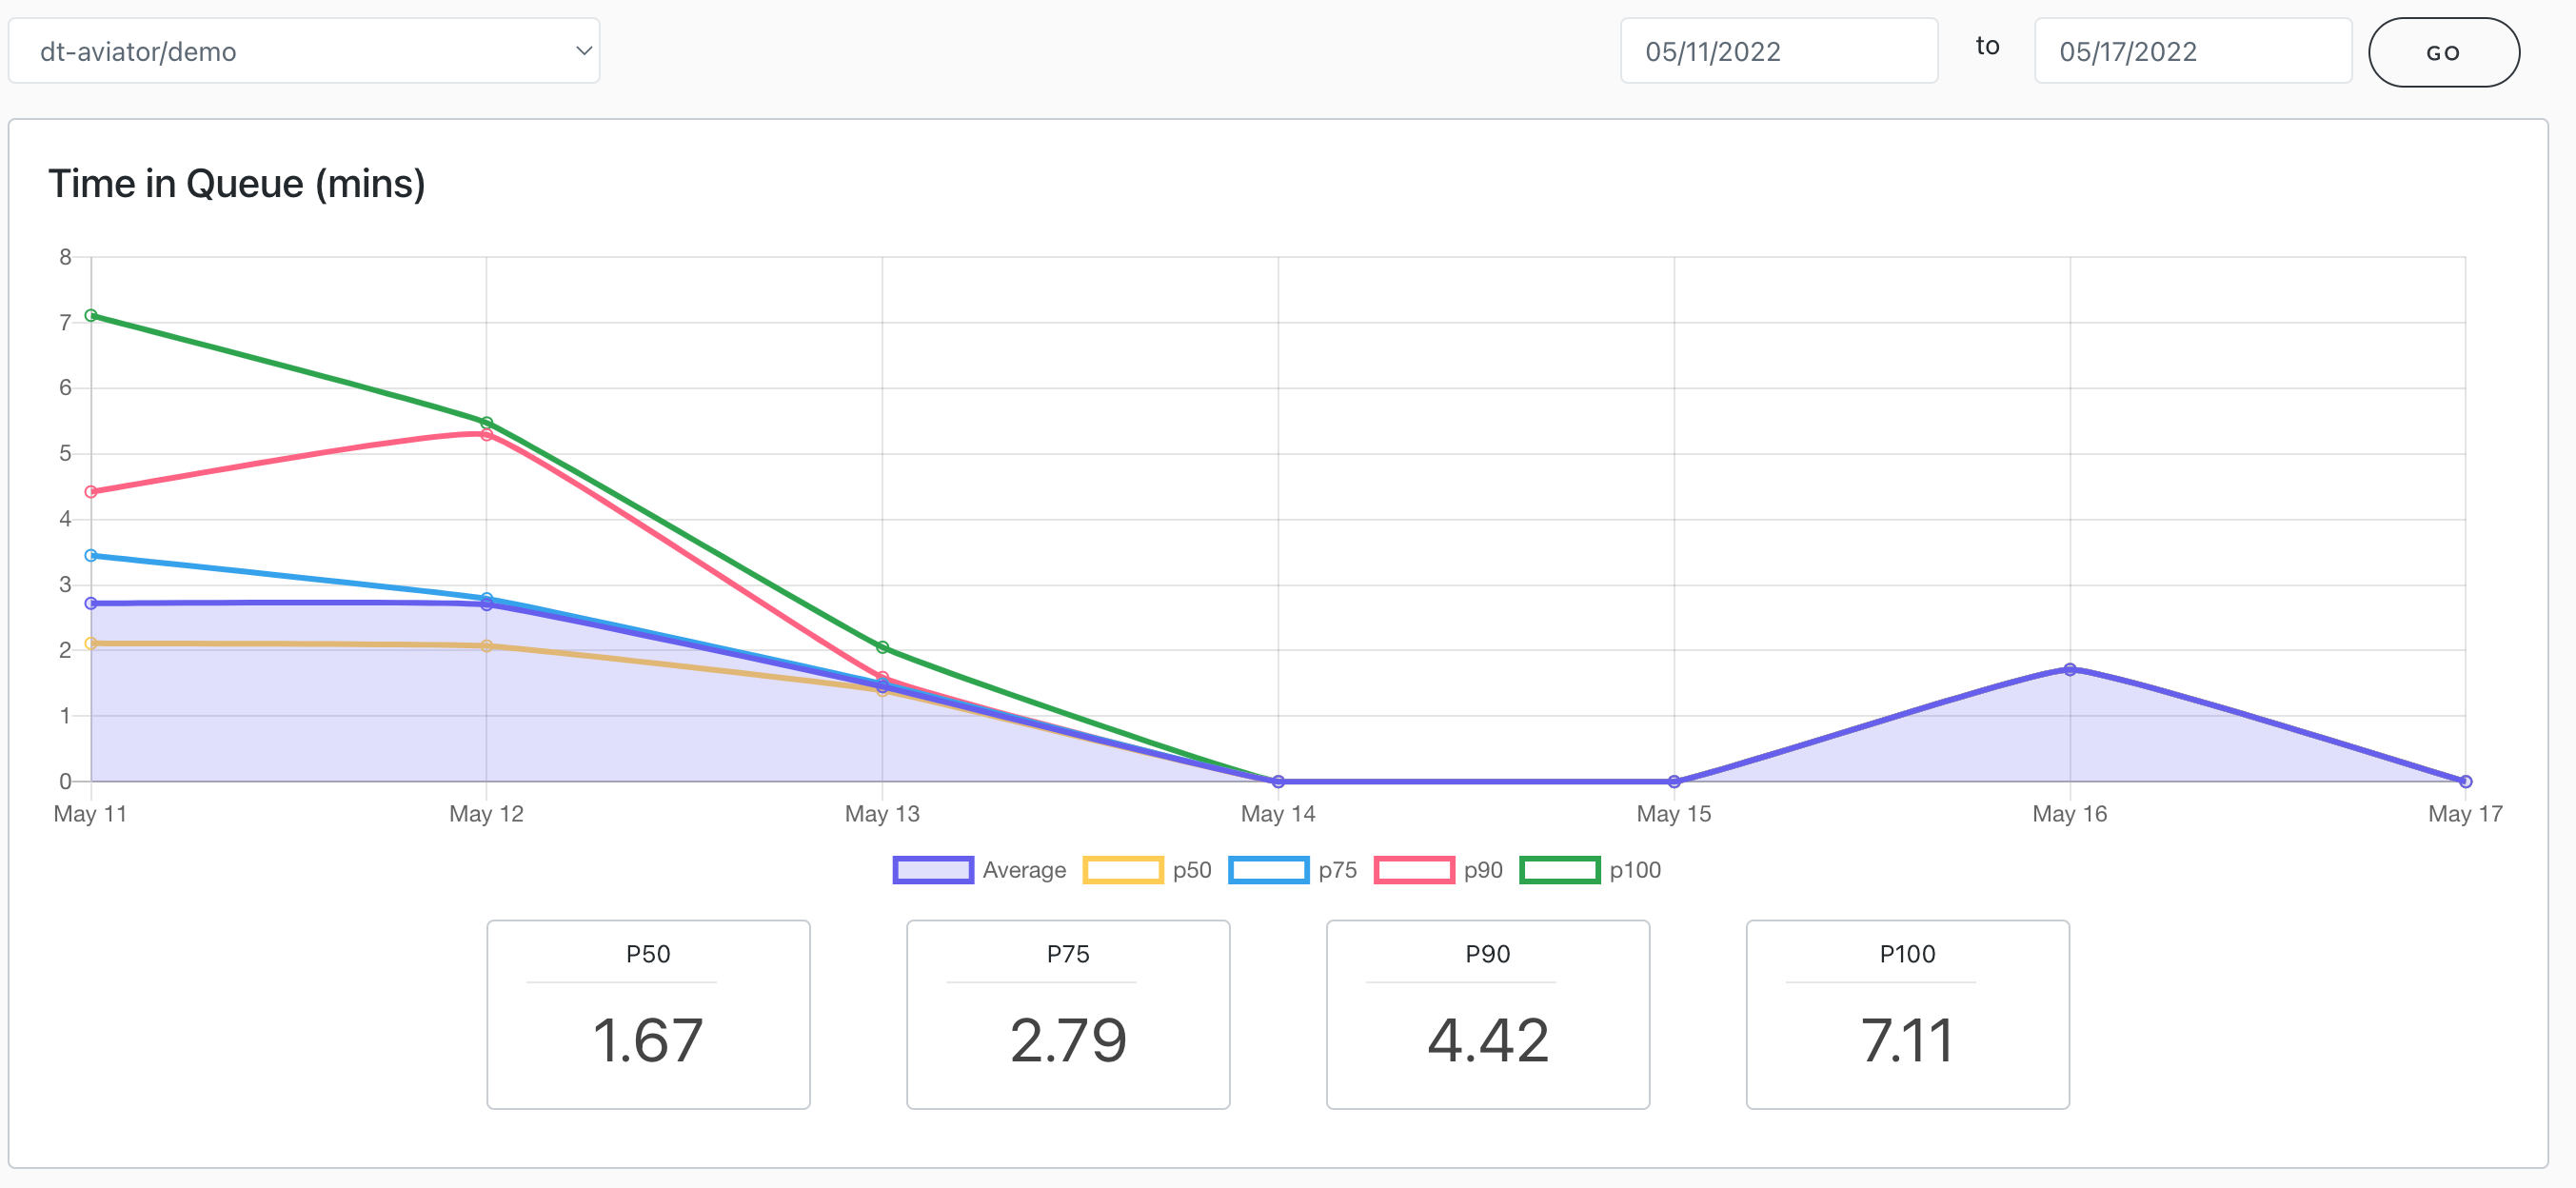 dt-aviator/demo
05/11/2022 to 05/17/2022 GO
Time in Queue (mins)
8
7
6
5
4
3
2
1
0
May 11 May 12 May 13 May 14 May 15 May 16 May 17
Average p50 p75 p90 p100
P50 P75 P90 P100
1.67 2.79 4.42 7.11